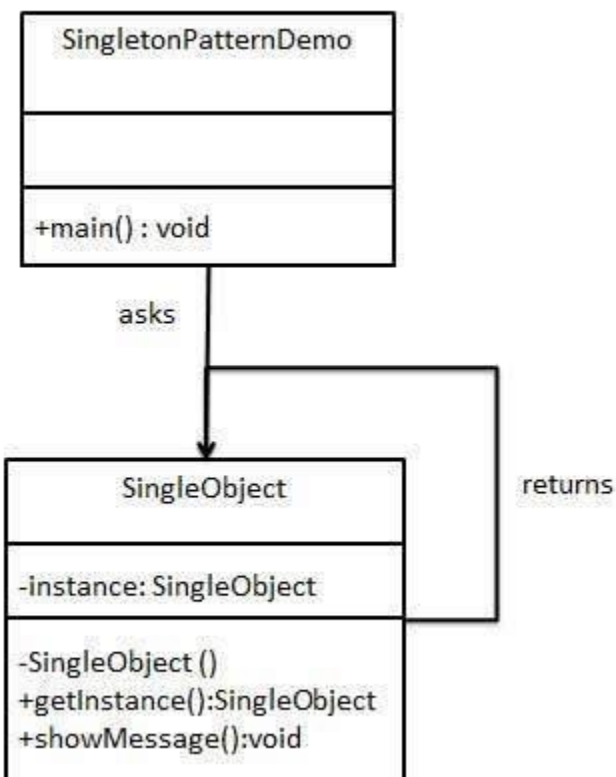 SingletonPatternDemo
+main() : void
asks
SingleObject
returns
-instance: SingleObject
-SingleObject ()
+getInstance():SingleObject
+showMessage():void